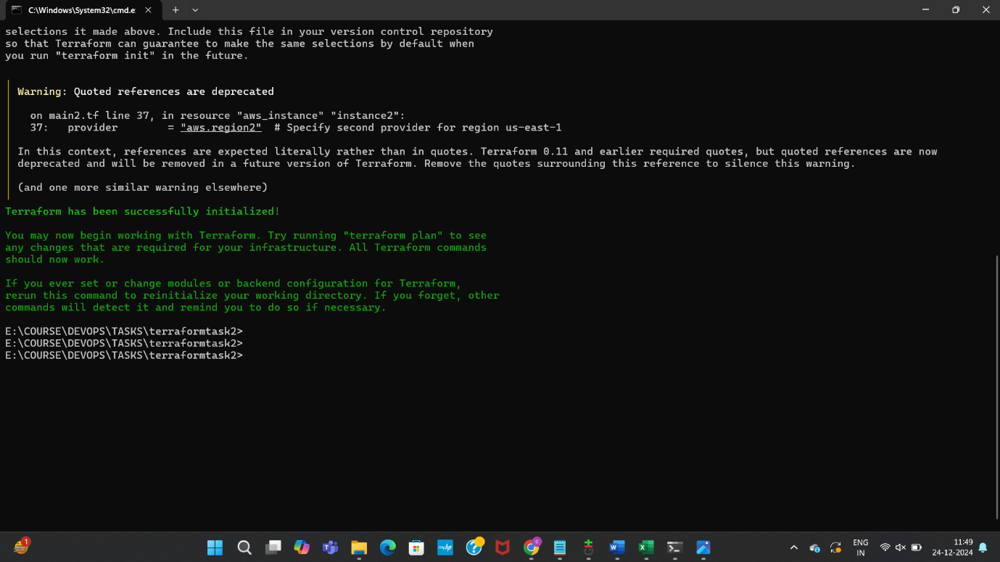 C:\Windows\System32\cmd.e:
selections it made above. Include this file in your version control repository
so that Terraform can guarantee to make the same selections by default when
you run "terraform init" in the future.
Warning: Quoted references are deprecated
on main2.tf line 37, in resource "aws_instance" "instance2":
37:   provider        = "aws.region2"  # Specify second provider for region us-east-1
In this context, references are expected literally rather than in quotes. Terraform 0.11 and earlier required quotes, but quoted references are now
deprecated and will be removed in a future version of Terraform. Remove the quotes surrounding this reference to silence this warning.
(and one more similar warning elsewhere)
Terraform has been successfully initialized!
You may now begin working with Terraform. Try running "terraform plan" to see
any changes that are required for your infrastructure. All Terraform commands
should now work.
If you ever set or change modules or backend configuration for Terraform,
rerun this command to reinitialize your working directory. If you forget, other
commands will detect it and remind you to do so if necessary.
E:\COURSE\DEVOPS\TASKS\terraformtask2>
E:\COURSE\DEVOPS\TASKS\terraformtask2>
E:\COURSE\DEVOPS\TASKS\terraformtask2>
1
myhp
ENG
IN
11:49
24-12-2024